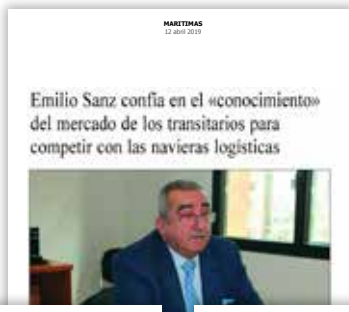 MARITIMAS
12 abril 2019
Emilio Sanz confía en el «conocimiento»
del mercado de los transitarios para
competir con las navieras logísticas